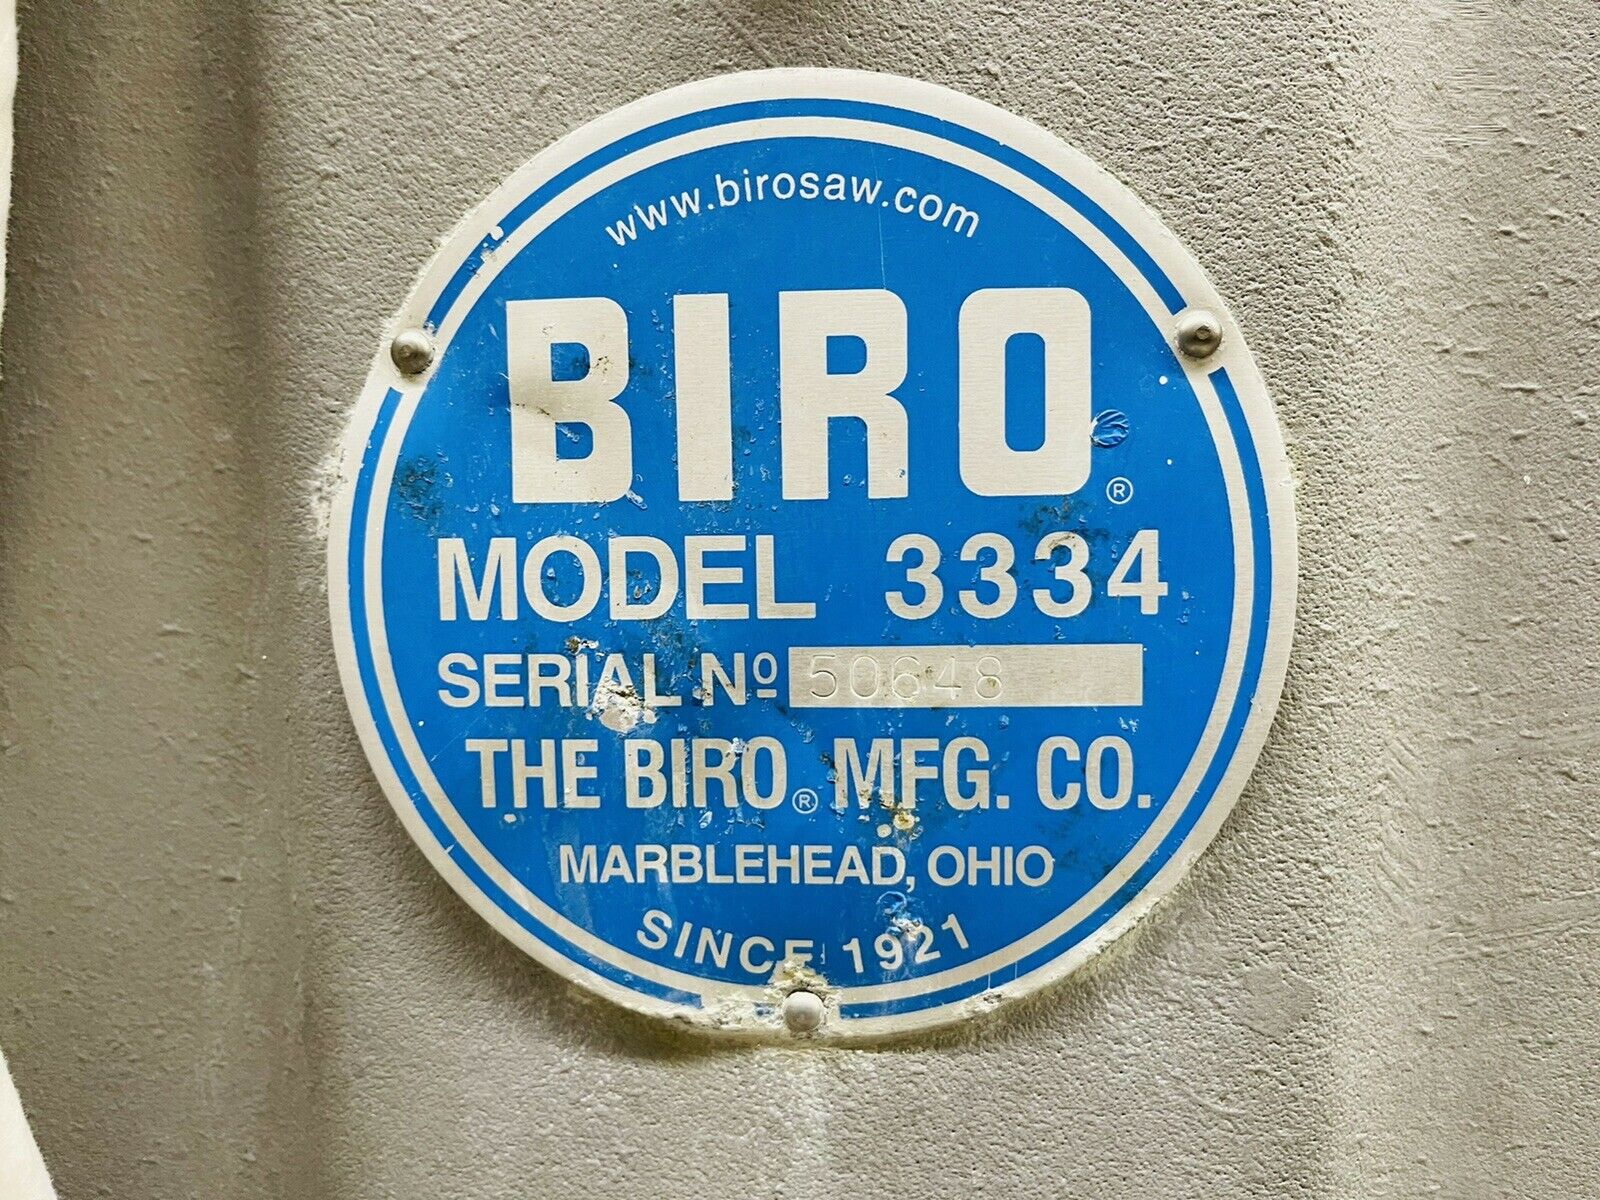 www.birosaw.com
BIRO®
MODEL 3334
SERIAL Nº 50648
THE BIRO® MFG. CO.
MARBLEHEAD, OHIO
SINCE 1921